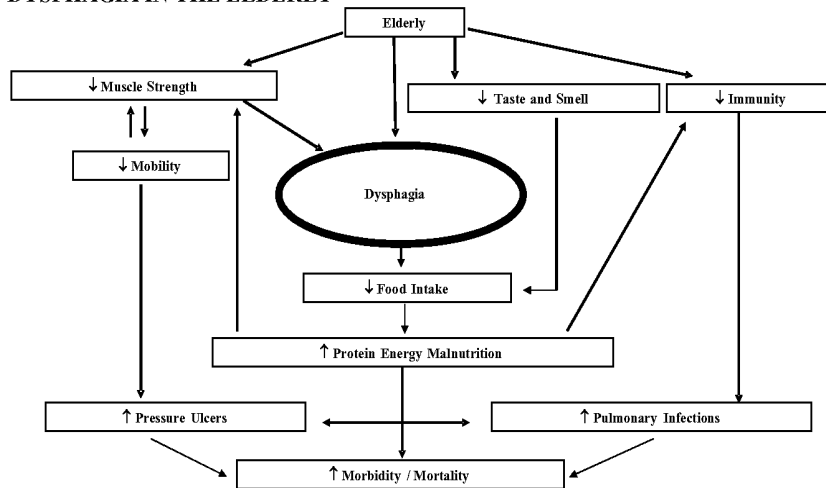 DYSPHAGIA IN THE ELDERLY
Elderly
↓ Muscle Strength
↓ Taste and Smell
↓ Immunity
↓ Mobility
Dysphagia
↓ Food Intake
↑ Protein Energy Malnutrition
↑ Pressure Ulcers
↑ Pulmonary Infections
↑ Morbidity / Mortality